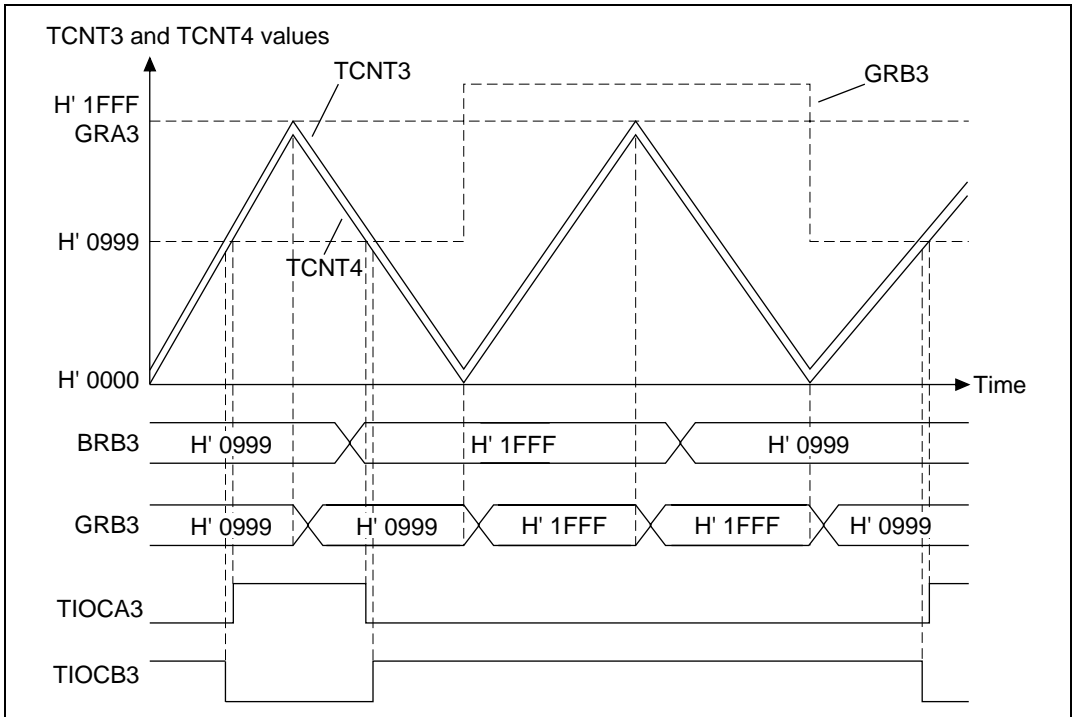 TCNT3 and TCNT4 values
TCNT3
GRB3
H' 1FFF
GRA3
H' 0999
TCNT4
H' 0000
Time
BRB3
H' 0999
H' 1FFF
H' 0999
GRB3
H' 0999
H' 0999
H' 1FFF
H' 1FFF
H' 0999
TIOCA3
TIOCB3